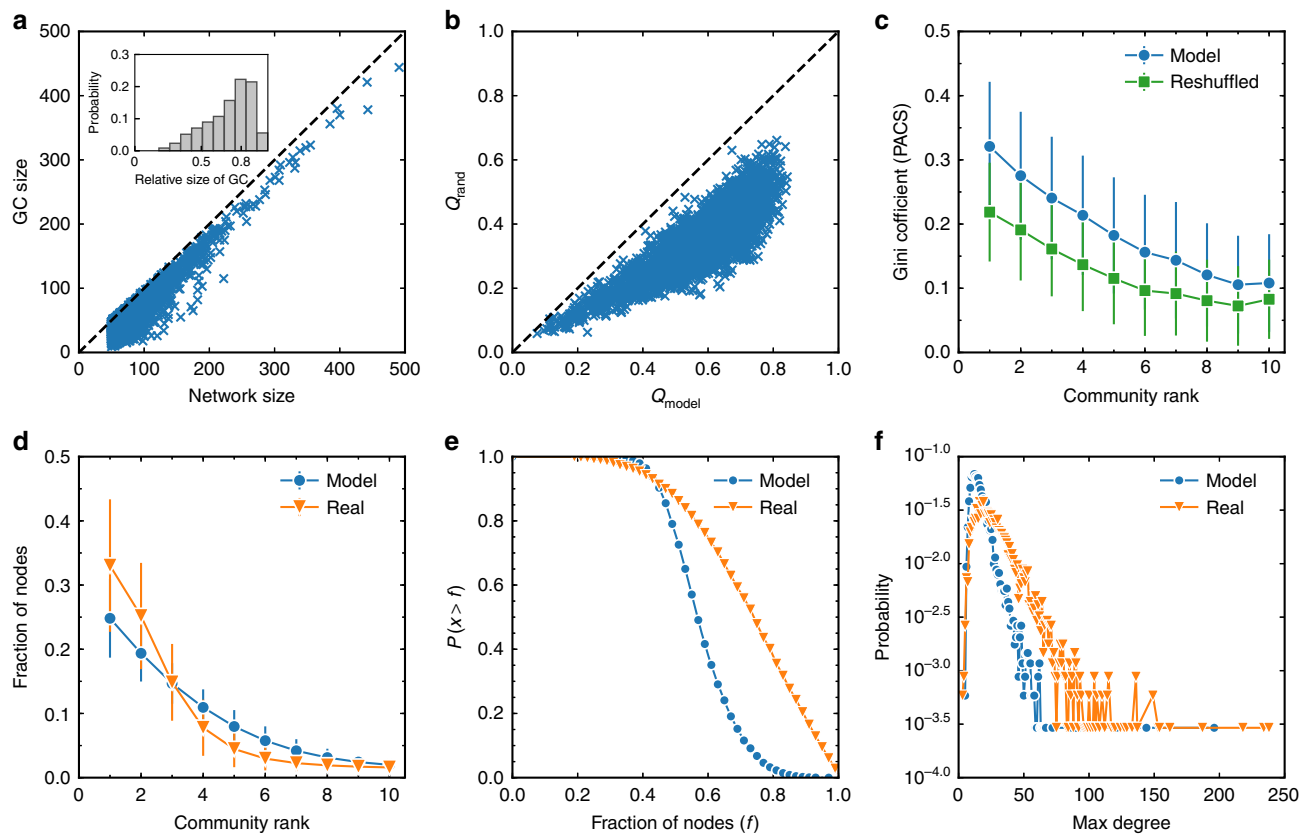 a
500
400
300
200
100
0
GC size
0 100 200 300 400 500
Network size
0.3
0.2
0.1
0.0
Probability
0 0.5 0.8
Relative size of GC
b
1.0
0.8
0.6
0.4
0.2
0.0
Qrand
0.0 0.2 0.4 0.6 0.8 1.0
Qmodel
c
0.5
0.4
0.3
0.2
0.1
0.0
Gini cofficient (PACS)
Model
Reshuffled
2 4 6 8 10
Community rank
d
0.5
0.4
0.3
0.2
0.1
0.0
Fraction of nodes
Model
Real
2 4 6 8 10
Community rank
e
1.0
0.8
0.6
0.4
0.2
0.0
P(x > f)
Model
Real
0.0 0.2 0.4 0.6 0.8 1.0
Fraction of nodes (f)
f
10–1.0
10–1.5
10–2.0
10–2.5
10–3.0
10–3.5
10–4.0
Probability
Model
Real
0 50 100 150 200 250
Max degree